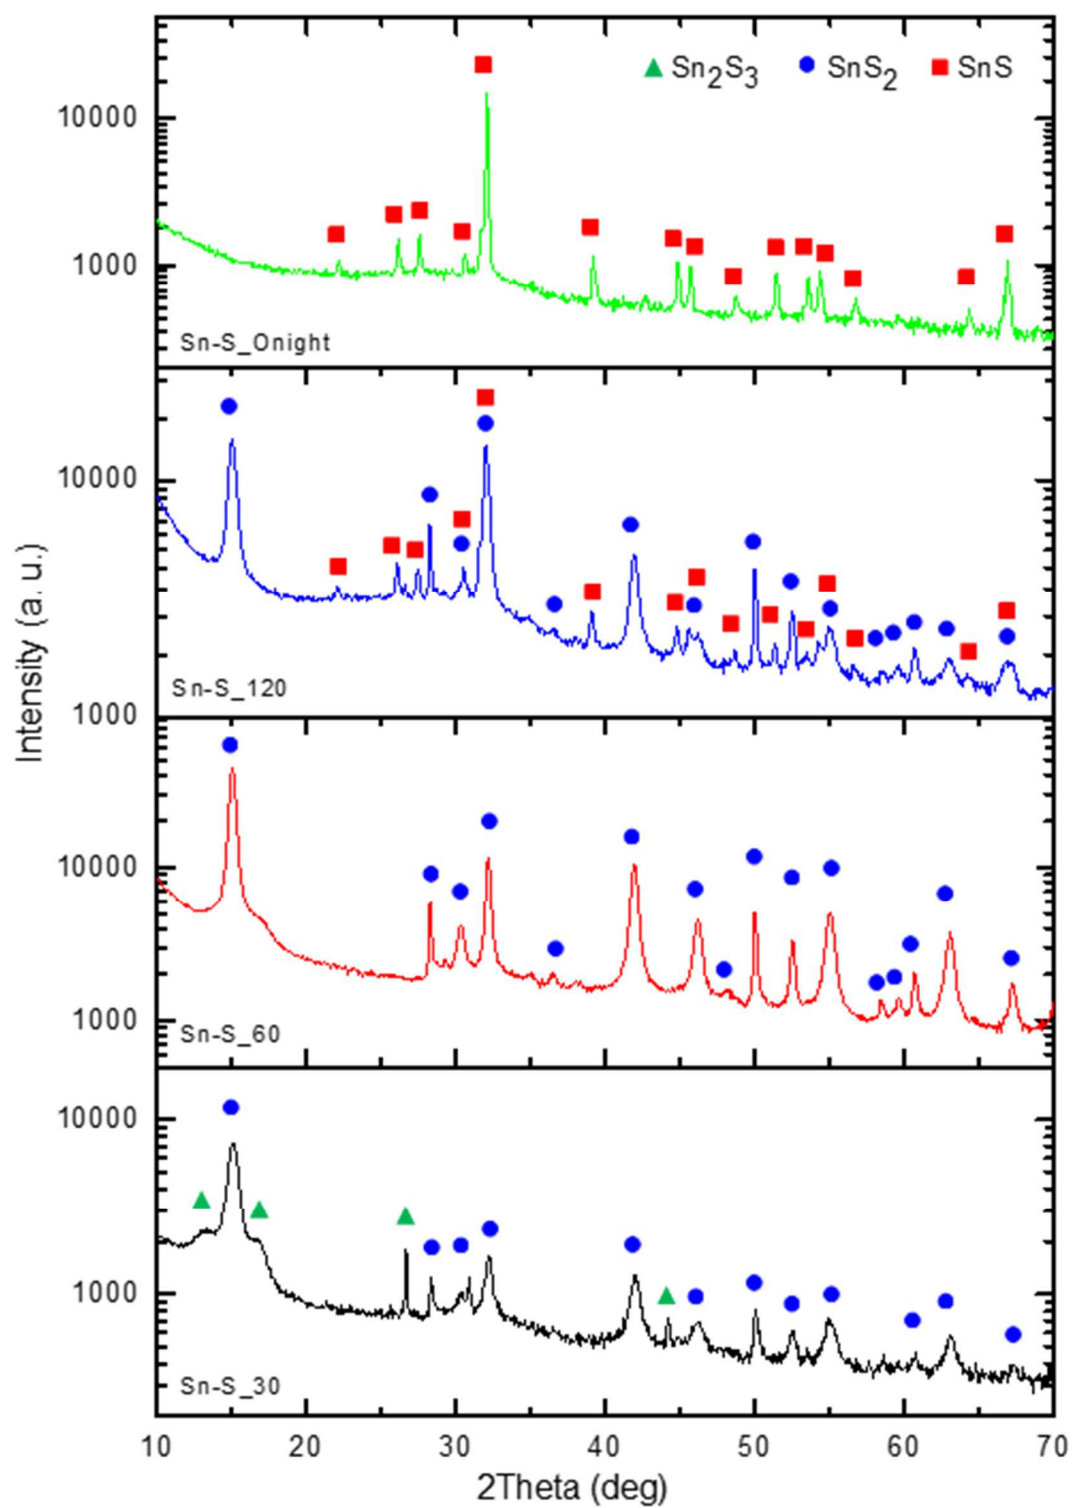 Sn2S3 SnS2 SnS
10000
1000
Sn-S_Onight
10000
Sn-S_120
1000
10000
1000
Sn-S_60
10000
1000
Sn-S_30
10 20 30 40 50 60 70
2Theta (deg)
Intensity (a. u.)